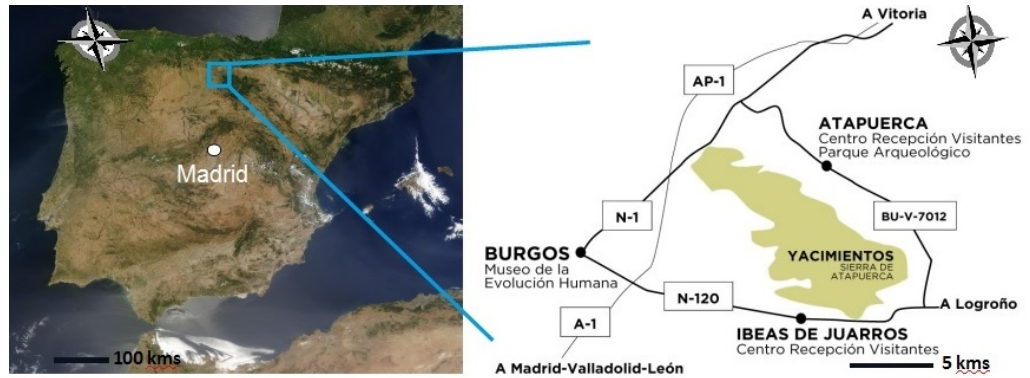 Madrid
100 kms
A Vitoria
AP-1
ATAPUERCA
Centro Recepción Visitantes
Parque Arqueológico
N-1
BU-V-7012
BURGOS
Museo de la
Evolución Humana
YACIMIENTOS
SIERRA DE
ATAPUERCA
N-120
A Logroño
A-1
IBEAS DE JUARROS
Centro Recepción Visitantes
A Madrid-Valladolid-León
5 kms